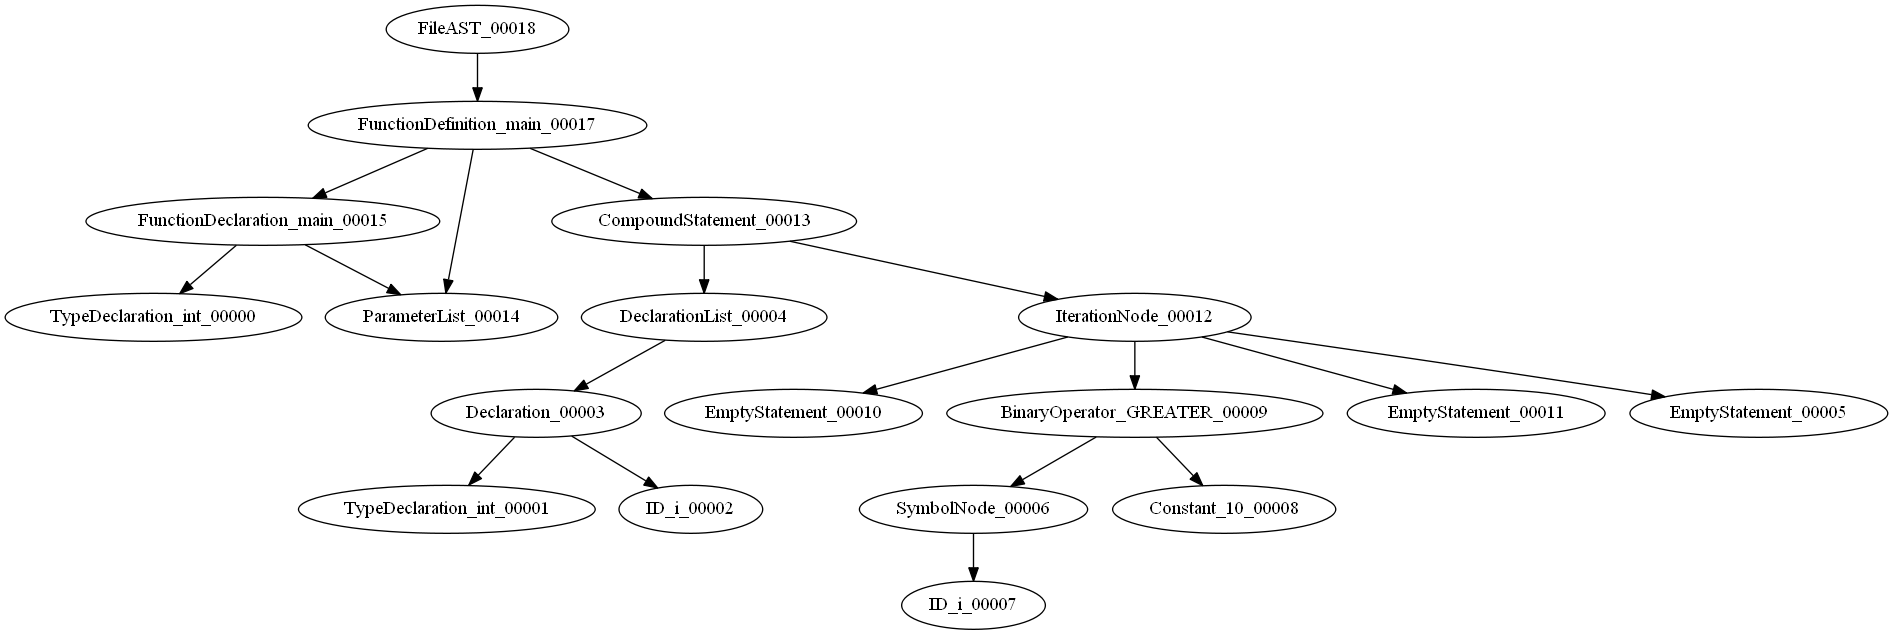 FileAST_00018
FunctionDefinition_main_00017
FunctionDeclaration_main_00015
CompoundStatement_00013
TypeDeclaration_int_00000
ParameterList_00014
DeclarationList_00004
IterationNode_00012
Declaration_00003
EmptyStatement_00010
BinaryOperator_GREATER_00009
EmptyStatement_00011
EmptyStatement_00005
TypeDeclaration_int_00001
ID_i_00002
SymbolNode_00006
Constant_10_00008
ID_i_00007